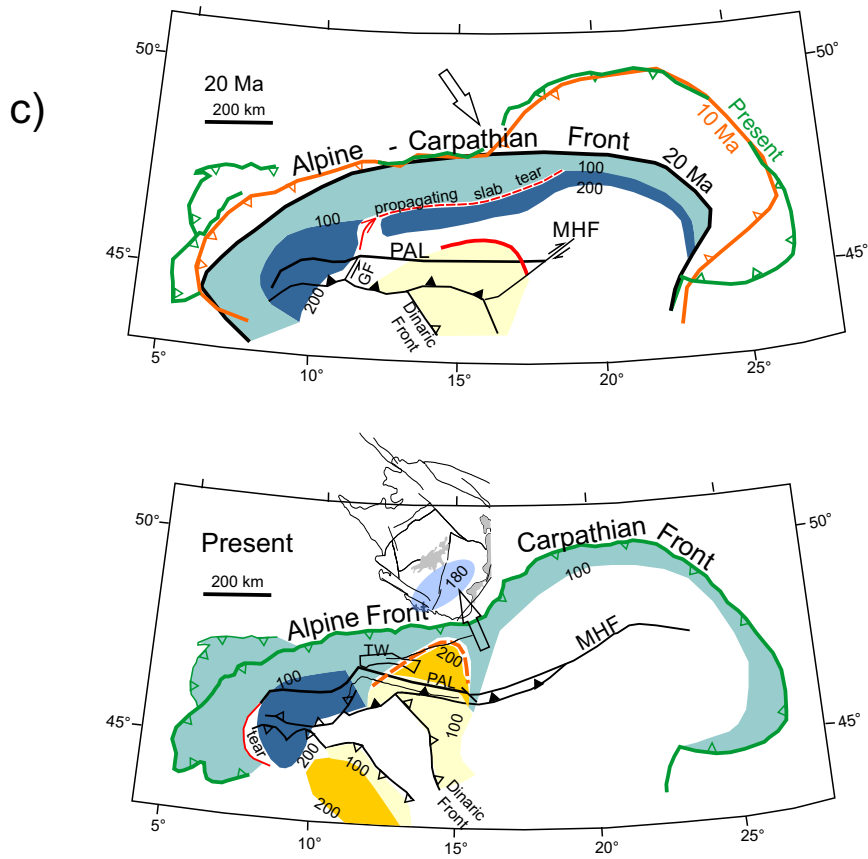 c)
50°
50°
20 Ma
200 km
Alpine - Carpathian Front
10 Ma
Present
20 Ma
100
200
propagating slab tear
100
MHF
PAL
GF
200
45°
45°
Dinaric
Front
5°
10°
15°
20°
25°
50°
50°
Present
200 km
180
Carpathian Front
100
Alpine Front
MHF
TW
200
PAL
100
45°
45°
tear
200
100
100
200
Dinaric
Front
5°
10°
15°
20°
25°